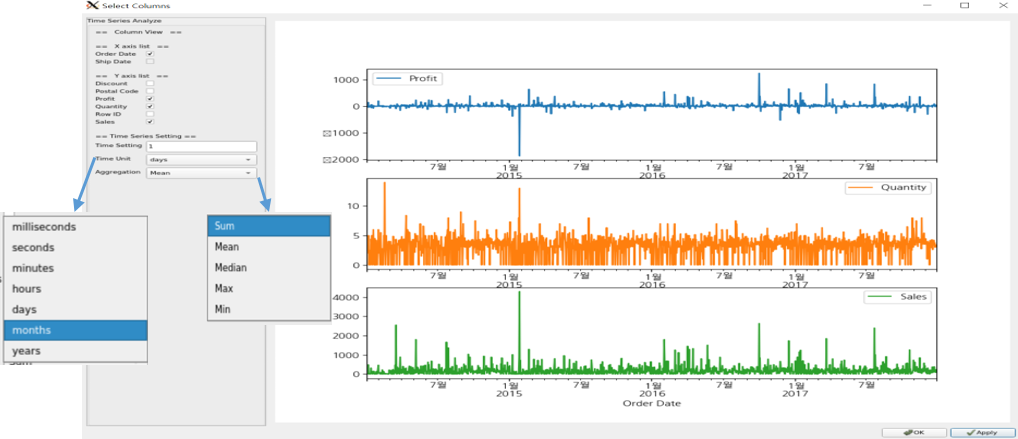 Select Columns
Time Series Analyze
== Column View ==
== X axis list ==
Order Date
Ship Date
== Y axis list ==
Discount
Postal Code
Profit
Quantity
Row ID
Sales
== Time Series Setting ==
Time Setting 1
Time Unit days
Aggregation Mean
milliseconds
seconds
minutes
hours
days
months
years
Sum
Mean
Median
Max
Min
Profit
1000
0
1000
2000
7월 1월 7월 1월 7월 1월 7월
2015 2016 2017
Quantity
10
5
0
7월 1월 7월 1월 7월 1월 7월
2015 2016 2017
Sales
4000
3000
2000
1000
0
7월 1월 7월 1월 7월 1월 7월
2015 2016 2017
Order Date
OK Apply